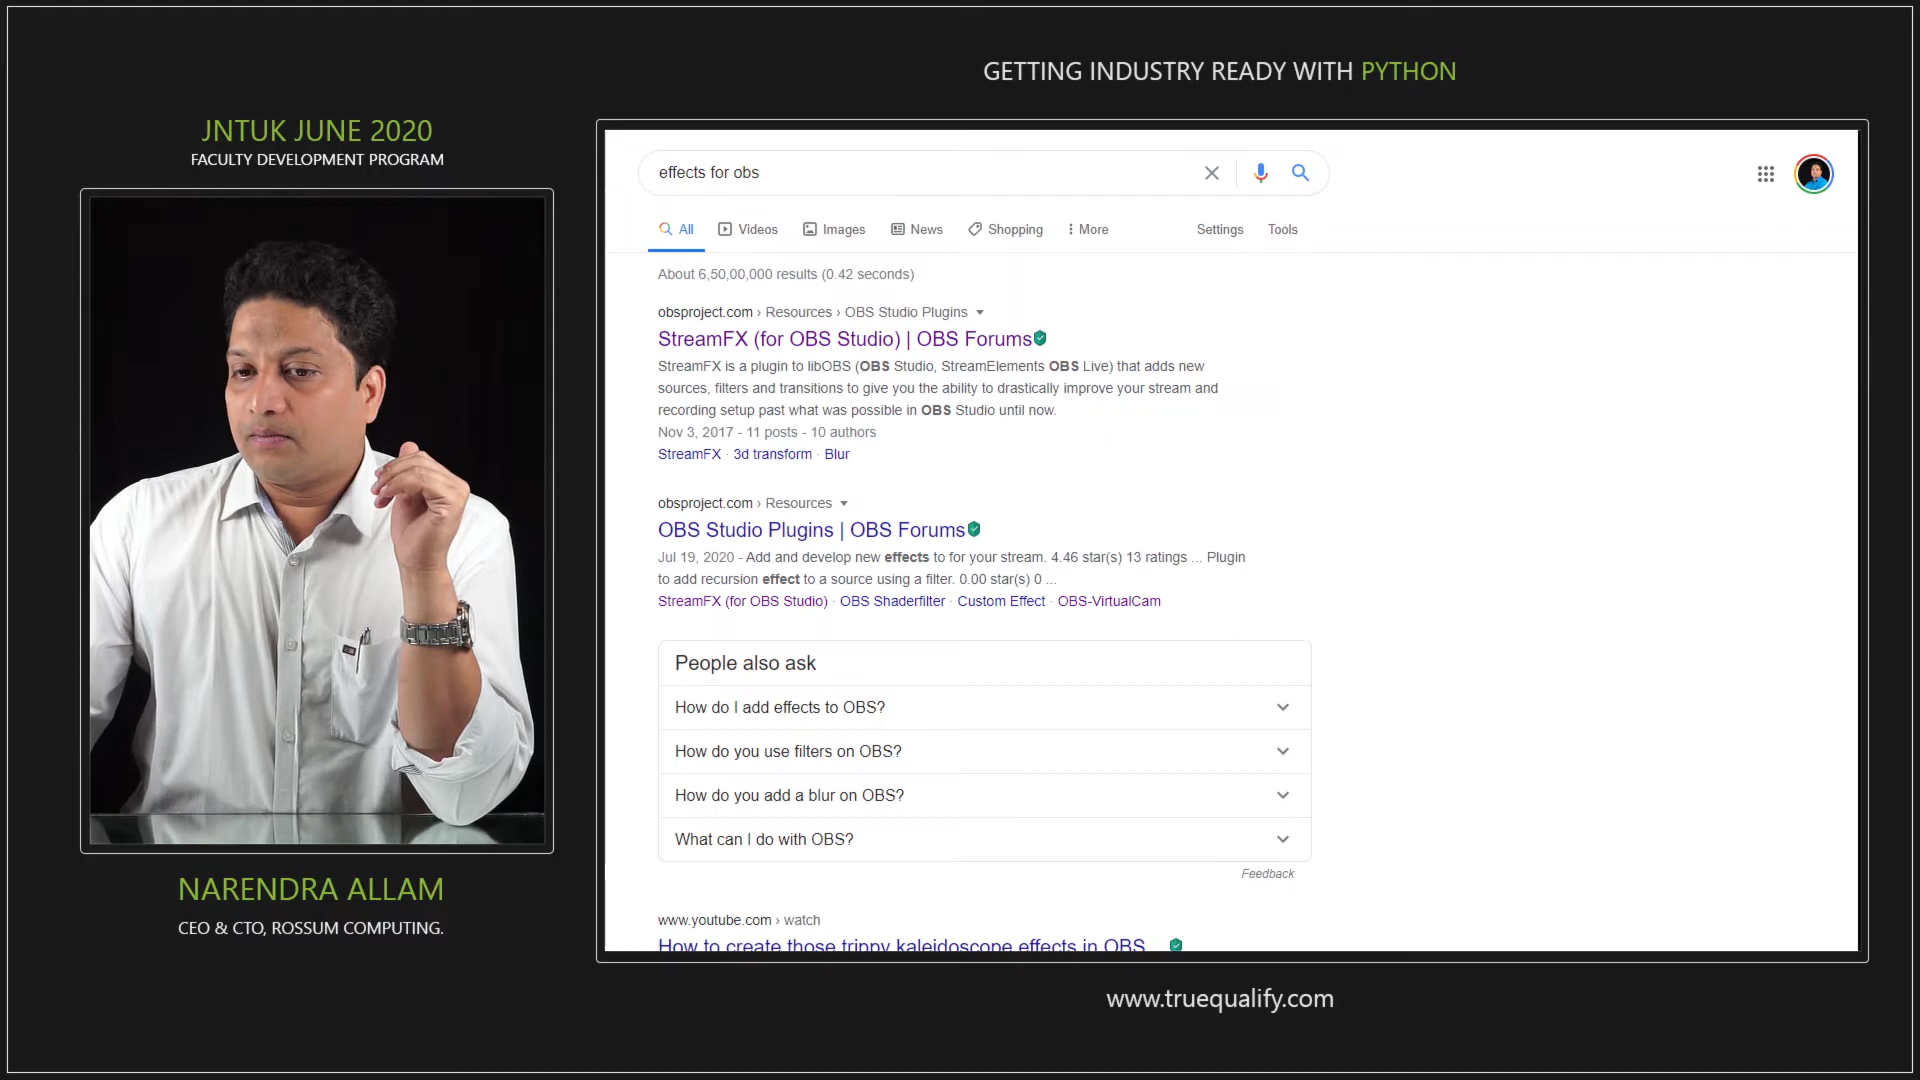 GETTING INDUSTRY READY WITH PYTHON
JNTUK JUNE 2020
FACULTY DEVELOPMENT PROGRAM
NARENDRA ALLAM
CEO & CTO, ROSSUM COMPUTING.
effects for obs
All Videos Images News Shopping More Settings Tools
About 6,50,00,000 results (0.42 seconds)
obsproject.com › Resources › OBS Studio Plugins
StreamFX (for OBS Studio) | OBS Forums
StreamFX is a plugin to libOBS (OBS Studio, StreamElements OBS Live) that adds new
sources, filters and transitions to give you the ability to drastically improve your stream and
recording setup past what was possible in OBS Studio until now.
Nov 3, 2017 - 11 posts - 10 authors
StreamFX · 3d transform · Blur
obsproject.com › Resources
OBS Studio Plugins | OBS Forums
Jul 19, 2020 - Add and develop new effects to for your stream. 4.46 star(s) 13 ratings ... Plugin
to add recursion effect to a source using a filter. 0.00 star(s) 0 ...
StreamFX (for OBS Studio) · OBS Shaderfilter · Custom Effect · OBS-VirtualCam
People also ask
How do I add effects to OBS?
How do you use filters on OBS?
How do you add a blur on OBS?
What can I do with OBS?
Feedback
www.youtube.com › watch
How to create those trippy kaleidoscope effects in OBS
www.truequalify.com